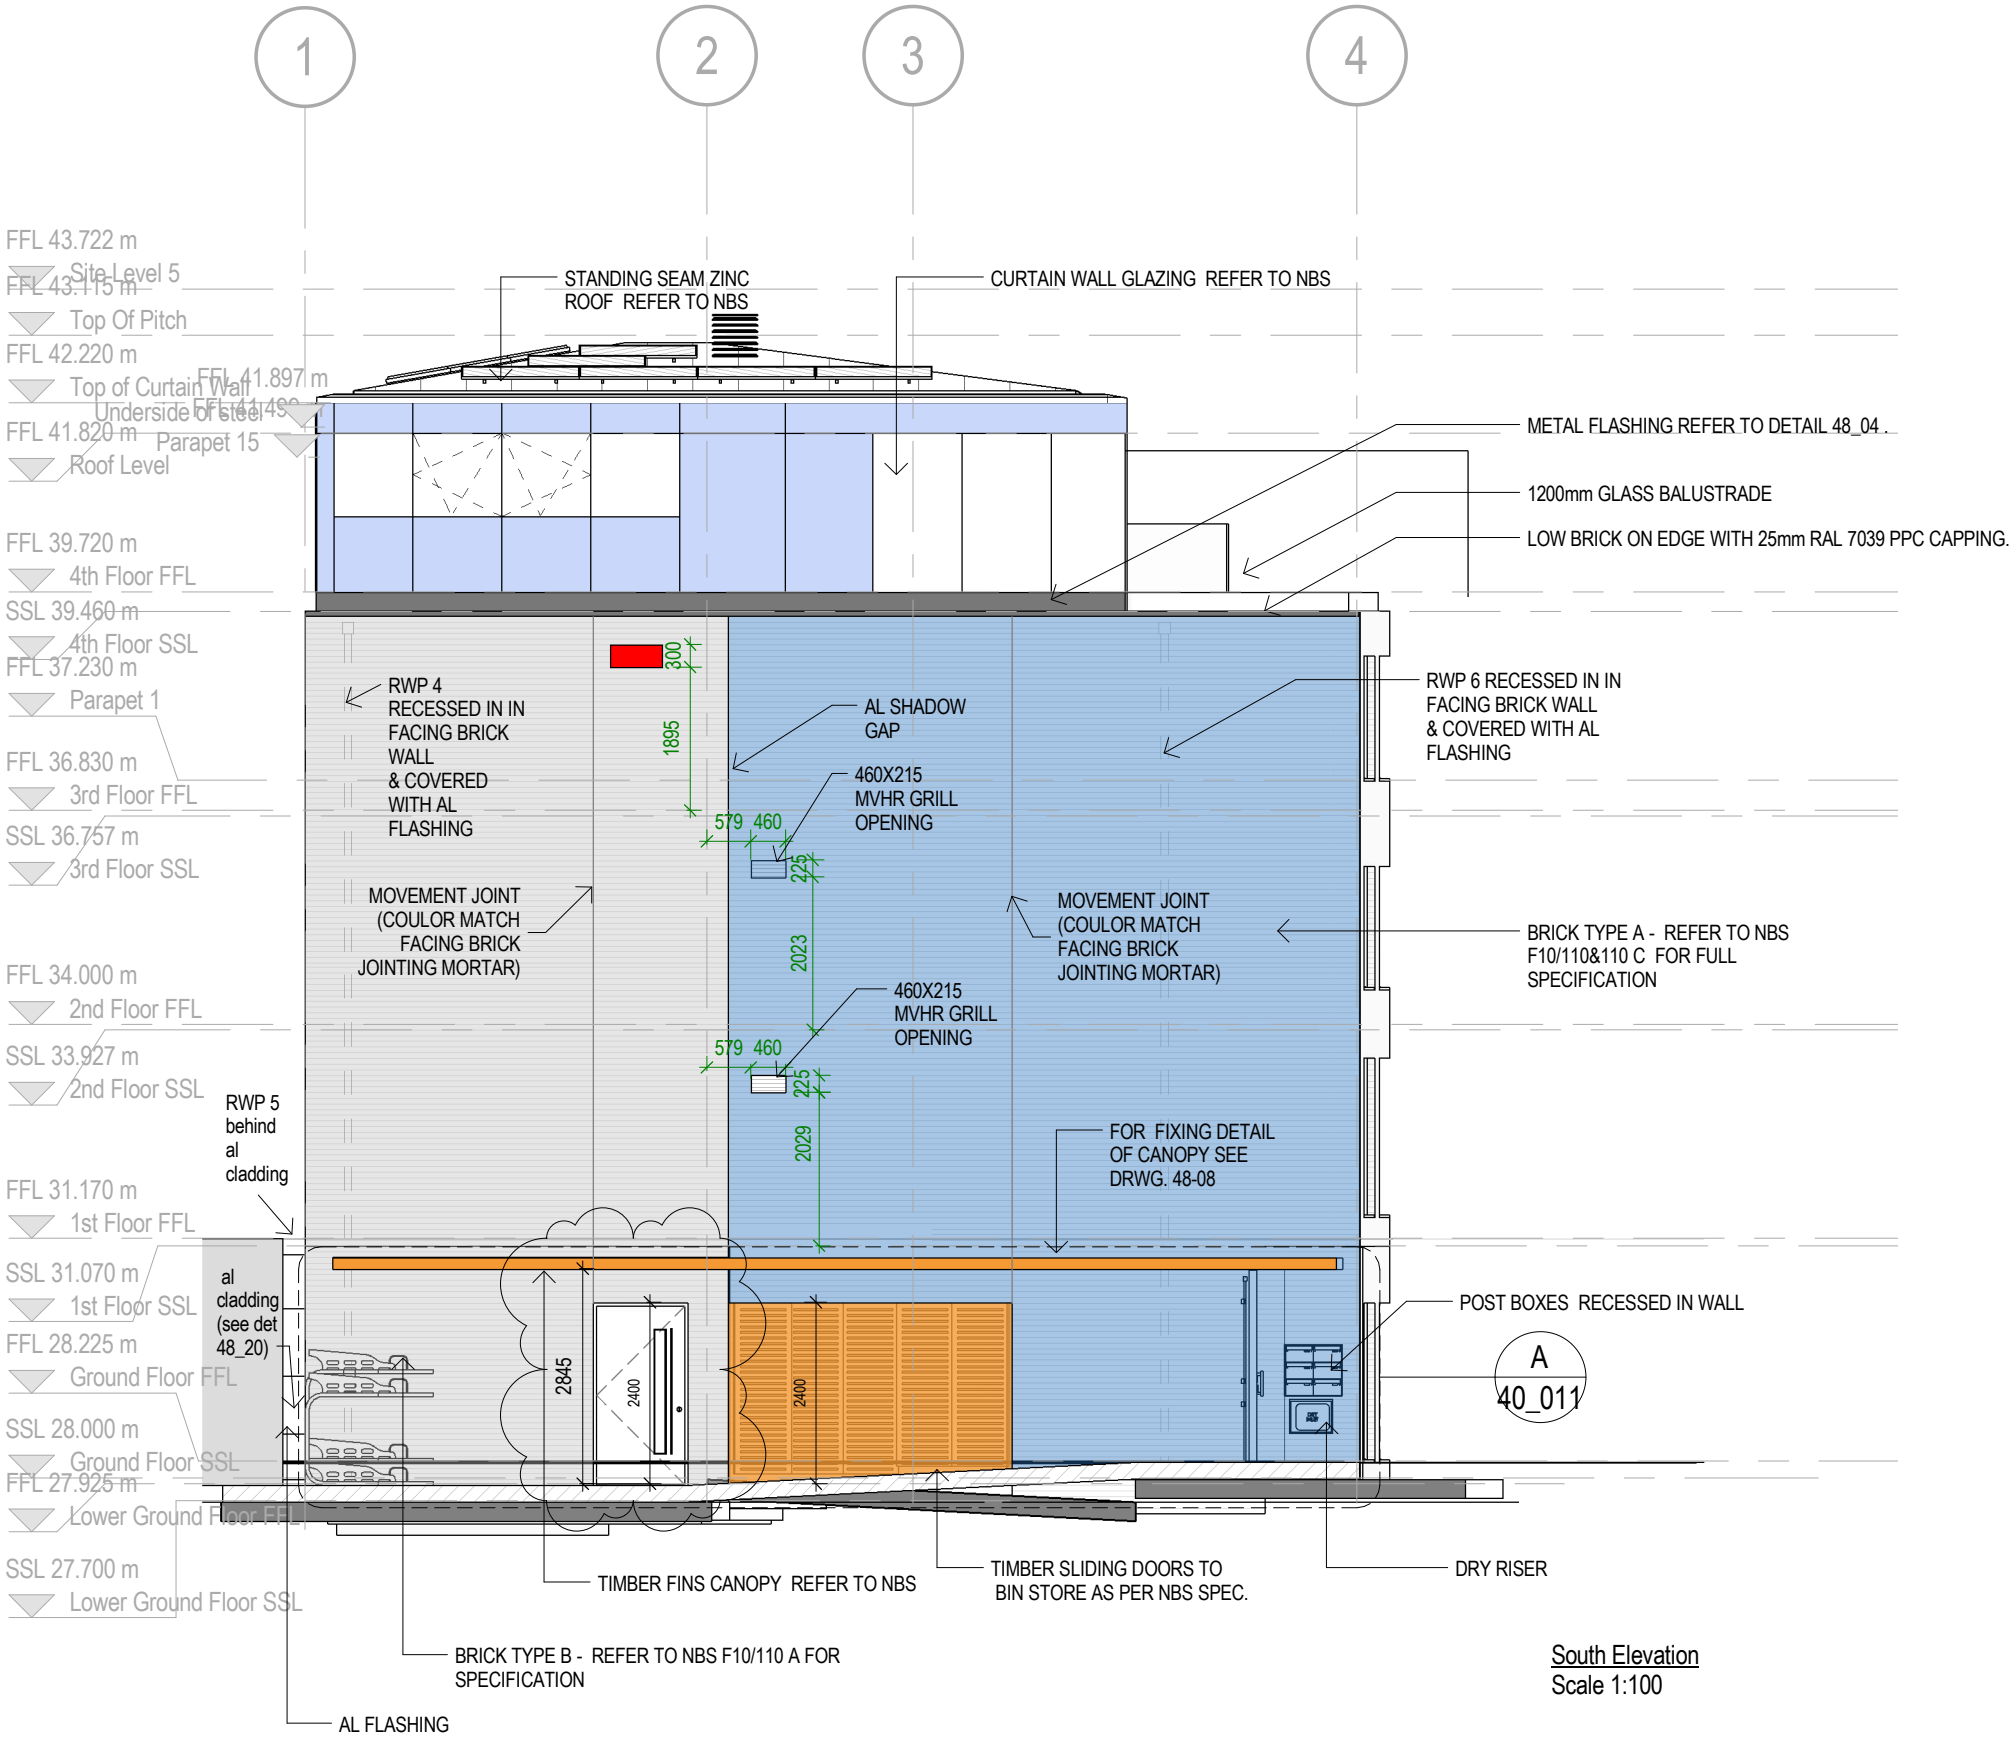 1
2
3
4
FFL 43.722 m
Site Level 5
FFL 43.115 m
Top Of Pitch
FFL 42.220 m
Top of Curtain Wall
FFL 41.897 m
Underside of steel
FFL 41.820 m
Parapet 15
Roof Level
FFL 39.720 m
4th Floor FFL
SSL 39.460 m
4th Floor SSL
FFL 37.230 m
Parapet 1
FFL 36.830 m
3rd Floor FFL
SSL 36.757 m
3rd Floor SSL
FFL 34.000 m
2nd Floor FFL
SSL 33.927 m
2nd Floor SSL
FFL 31.170 m
1st Floor FFL
SSL 31.070 m
1st Floor SSL
FFL 28.225 m
Ground Floor FFL
SSL 28.000 m
Ground Floor SSL
FFL 27.925 m
Lower Ground Floor FFL
SSL 27.700 m
Lower Ground Floor SSL
STANDING SEAM ZINC
ROOF REFER TO NBS
CURTAIN WALL GLAZING REFER TO NBS
METAL FLASHING REFER TO DETAIL 48_04 .
1200mm GLASS BALUSTRADE
LOW BRICK ON EDGE WITH 25mm RAL 7039 PPC CAPPING.
RWP 4
RECESSED IN IN
FACING BRICK
WALL
& COVERED
WITH AL
FLASHING
300
1895
AL SHADOW
GAP
460X215
MVHR GRILL
OPENING
579 460
225
2023
RWP 6 RECESSED IN IN
FACING BRICK WALL
& COVERED WITH AL
FLASHING
MOVEMENT JOINT
(COULOR MATCH
FACING BRICK
JOINTING MORTAR)
MOVEMENT JOINT
(COULOR MATCH
FACING BRICK
JOINTING MORTAR)
BRICK TYPE A - REFER TO NBS
F10/110&110 C FOR FULL
SPECIFICATION
460X215
MVHR GRILL
OPENING
579 460
225
2029
RWP 5
behind
al
cladding
FOR FIXING DETAIL
OF CANOPY SEE
DRWG. 48-08
al
cladding
(see det
48_20)
2845
2400
2400
POST BOXES RECESSED IN WALL
A
40_011
TIMBER FINS CANOPY REFER TO NBS
TIMBER SLIDING DOORS TO
BIN STORE AS PER NBS SPEC.
DRY RISER
BRICK TYPE B - REFER TO NBS F10/110 A FOR
SPECIFICATION
AL FLASHING
South Elevation
Scale 1:100